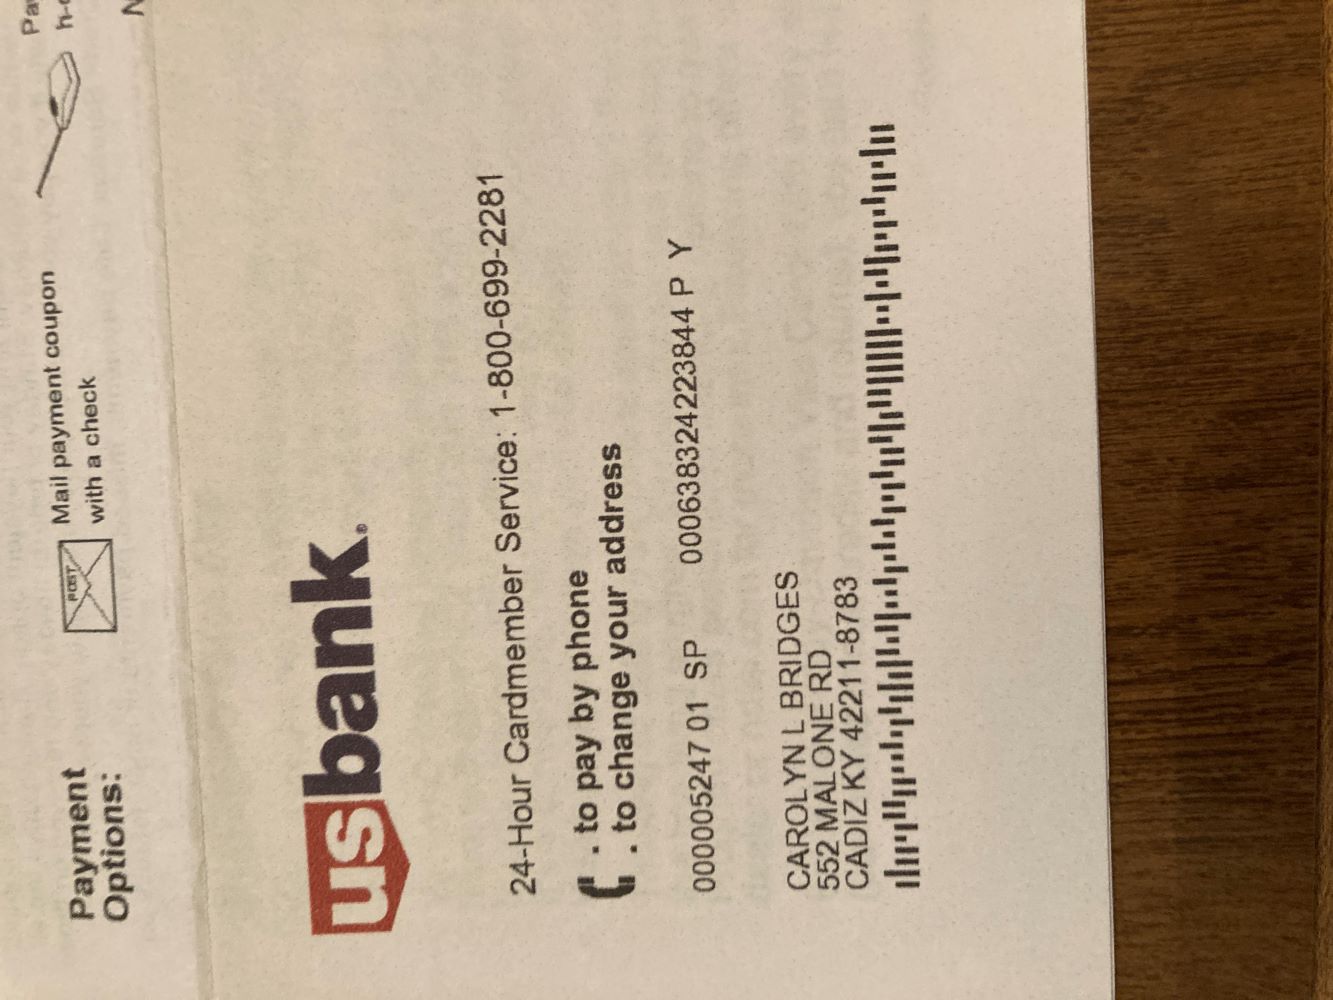 Payment
Options:
POST
Mail payment coupon
with a check
usbank®
24-Hour Cardmember Service: 1-800-699-2281
. to pay by phone
. to change your address
000005247 01 SP 000638324223844 P Y
CAROLYN L BRIDGES
552 MALONE RD
CADIZ KY 42211-8783